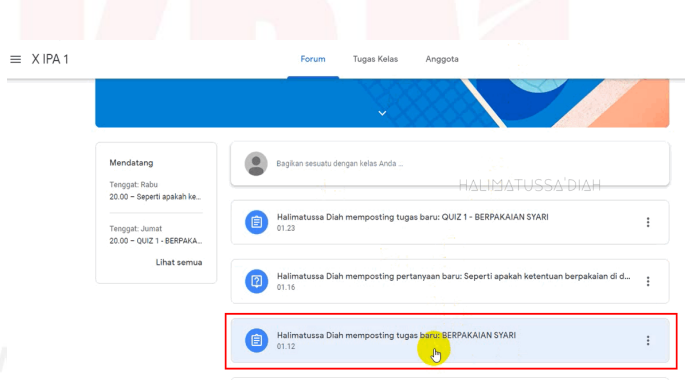 X IPA 1
Forum Tugas Kelas Anggota
Mendatang
Tenggat: Rabu
20.00 – Seperti apakah ke...
Tenggat: Jumat
20.00 – QUIZ 1 - BERPAKA...
Lihat semua
Bagikan sesuatu dengan kelas Anda ...
HALIMATUSSA'DIAH
Halimatussa Diah memposting tugas baru: QUIZ 1 - BERPAKAIAN SYARI
01.23
Halimatussa Diah memposting pertanyaan baru: Seperti apakah ketentuan berpakaian di d...
01.16
Halimatussa Diah memposting tugas baru: BERPAKAIAN SYARI
01.12